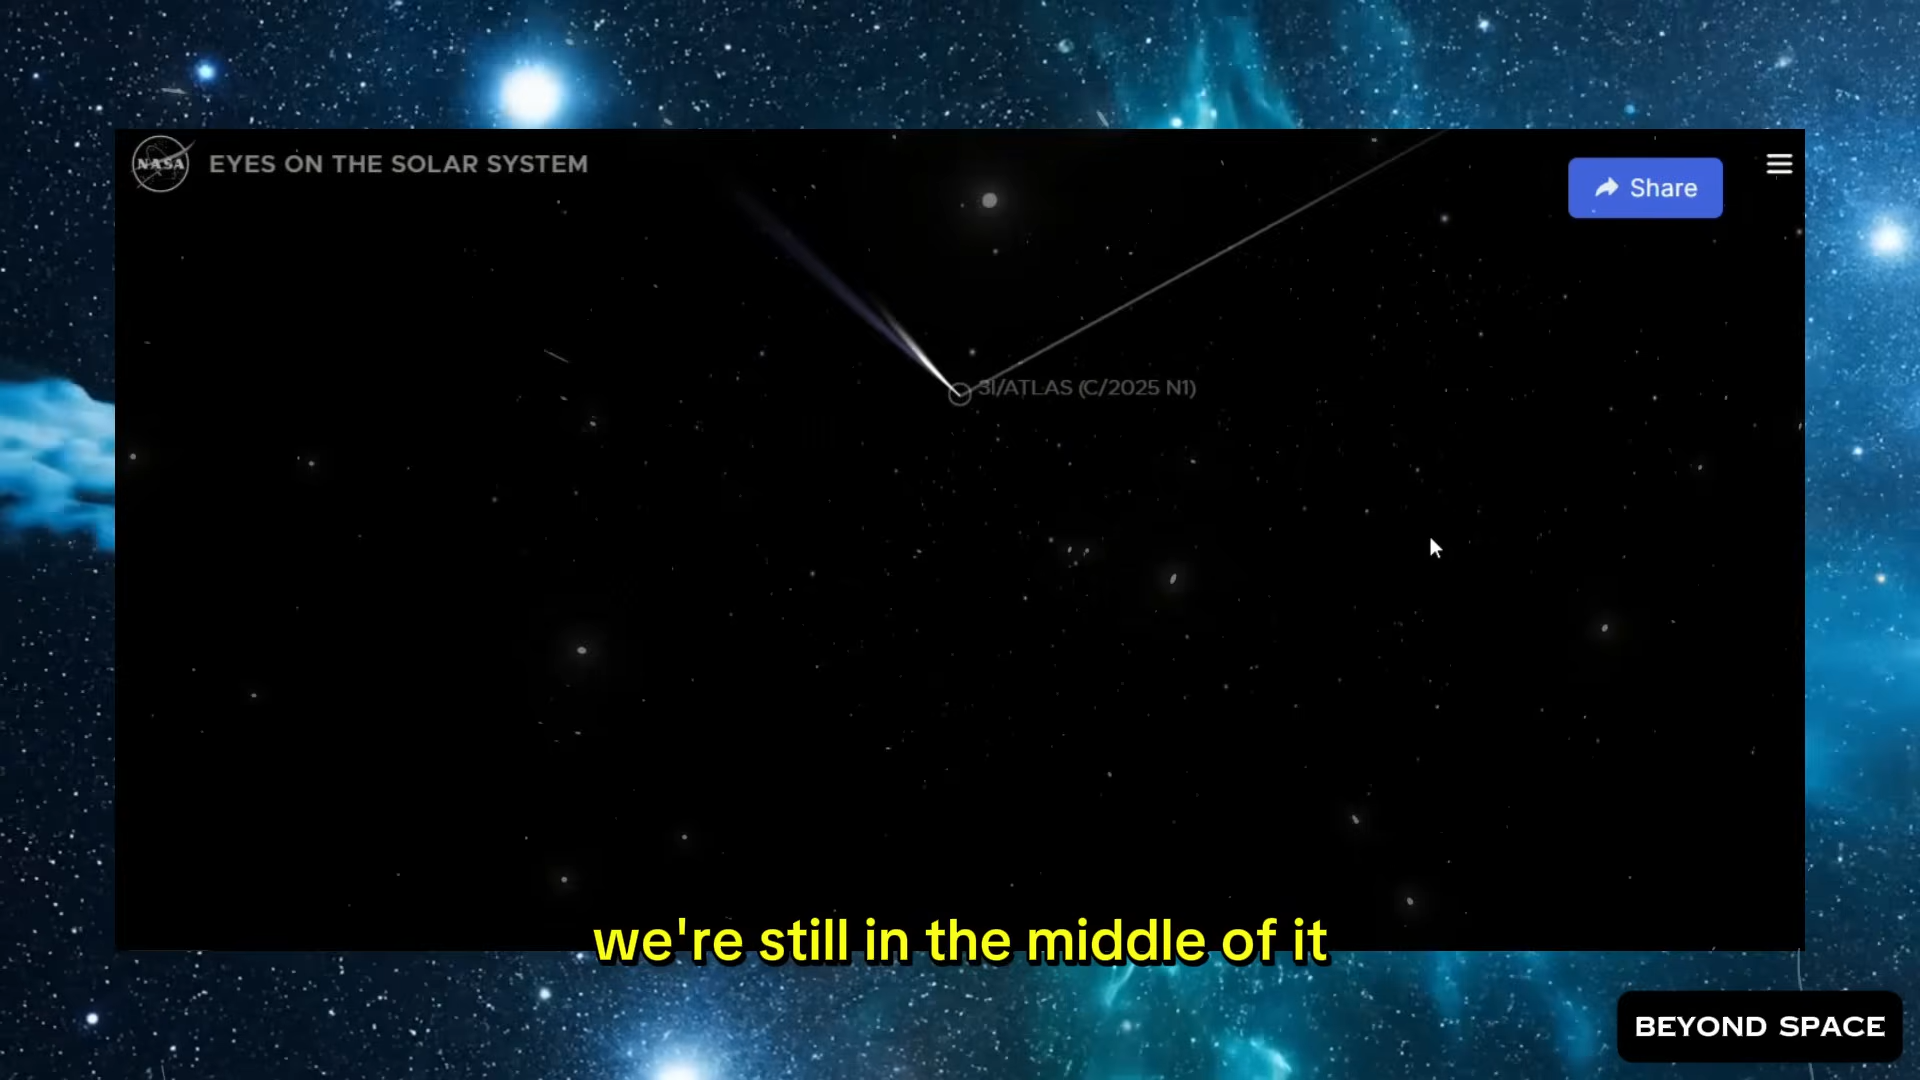 NASA
EYES ON THE SOLAR SYSTEM
Share
3I/ATLAS (C/2025 N1)
we're still in the middle of it
BEYOND SPACE